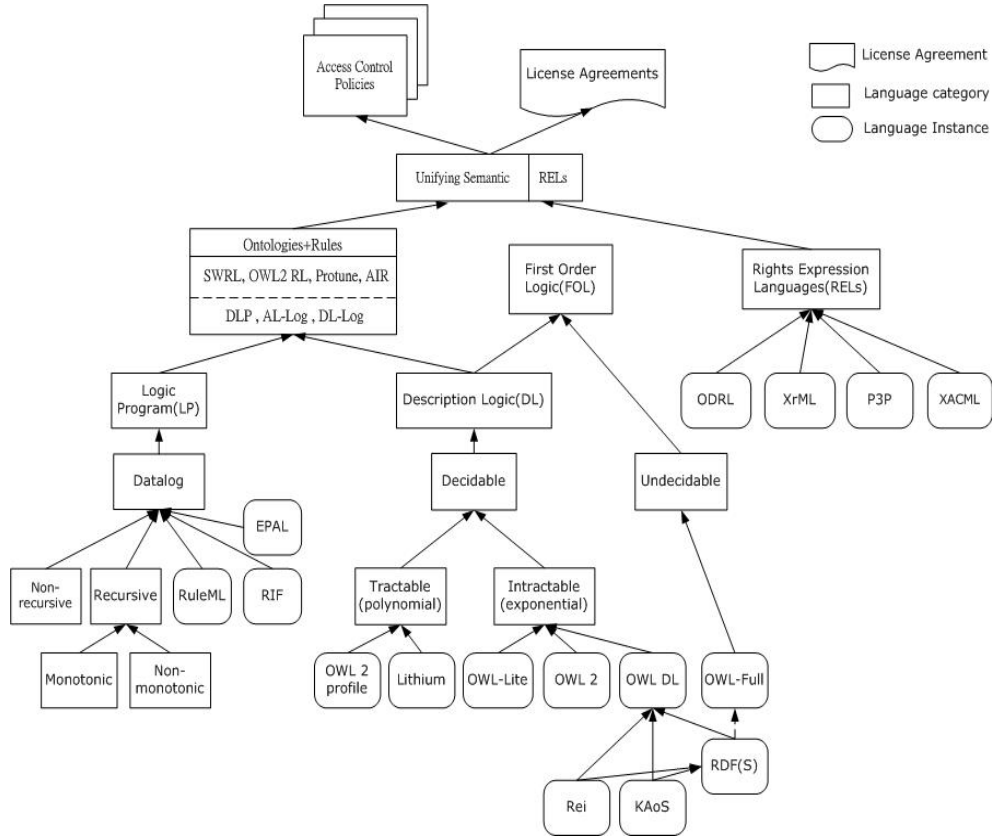 Access Control
Policies
License Agreements
License Agreement
Language category
Language Instance
Unifying Semantic
RELs
Ontologies+Rules
SWRL, OWL2 RL, Protune, AIR
DLP , AL-Log , DL-Log
First Order
Logic(FOL)
Rights Expression
Languages(RELs)
Logic
Program(LP)
Description Logic(DL)
ODRL
XrML
P3P
XACML
Datalog
Decidable
Undecidable
EPAL
Non-
recursive
Recursive
RuleML
RIF
Tractable
(polynomial)
Intractable
(exponential)
Monotonic
Non-
monotonic
OWL 2
profile
Lithium
OWL-Lite
OWL 2
OWL DL
OWL-Full
RDF(S)
Rei
KAoS